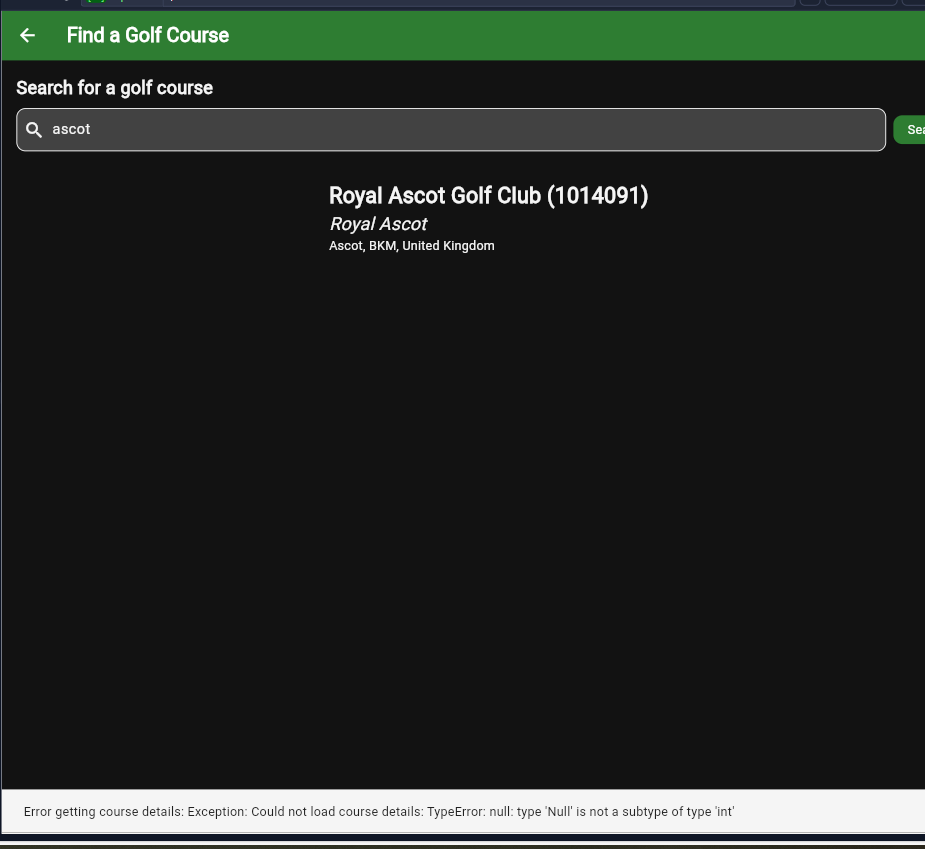 Find a Golf Course
Search for a golf course
ascot
Royal Ascot Golf Club (1014091)
Royal Ascot
Ascot, BKM, United Kingdom
Error getting course details: Exception: Could not load course details: TypeError: null: type 'Null' is not a subtype of type 'int'